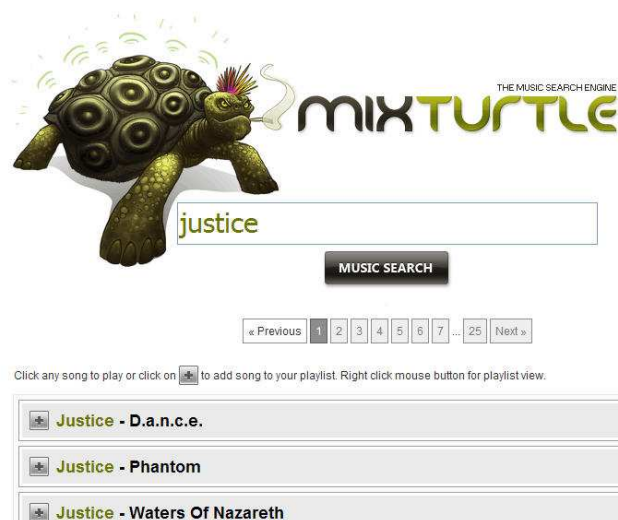 THE MUSIC SEARCH ENGINE
MIXTURTLE
justice
MUSIC SEARCH
« Previous 1 2 3 4 5 6 7 ... 25 Next »
Click any song to play or click on + to add song to your playlist. Right click mouse button for playlist view.
+ Justice - D.a.n.c.e.
+ Justice - Phantom
+ Justice - Waters Of Nazareth